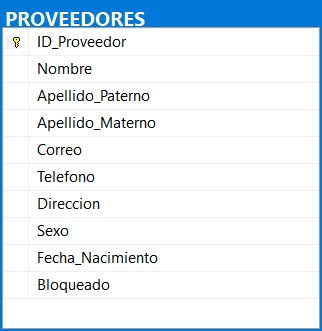 PROVEEDORES
ID_Proveedor
Nombre
Apellido_Paterno
Apellido_Materno
Correo
Telefono
Direccion
Sexo
Fecha_Nacimiento
Bloqueado